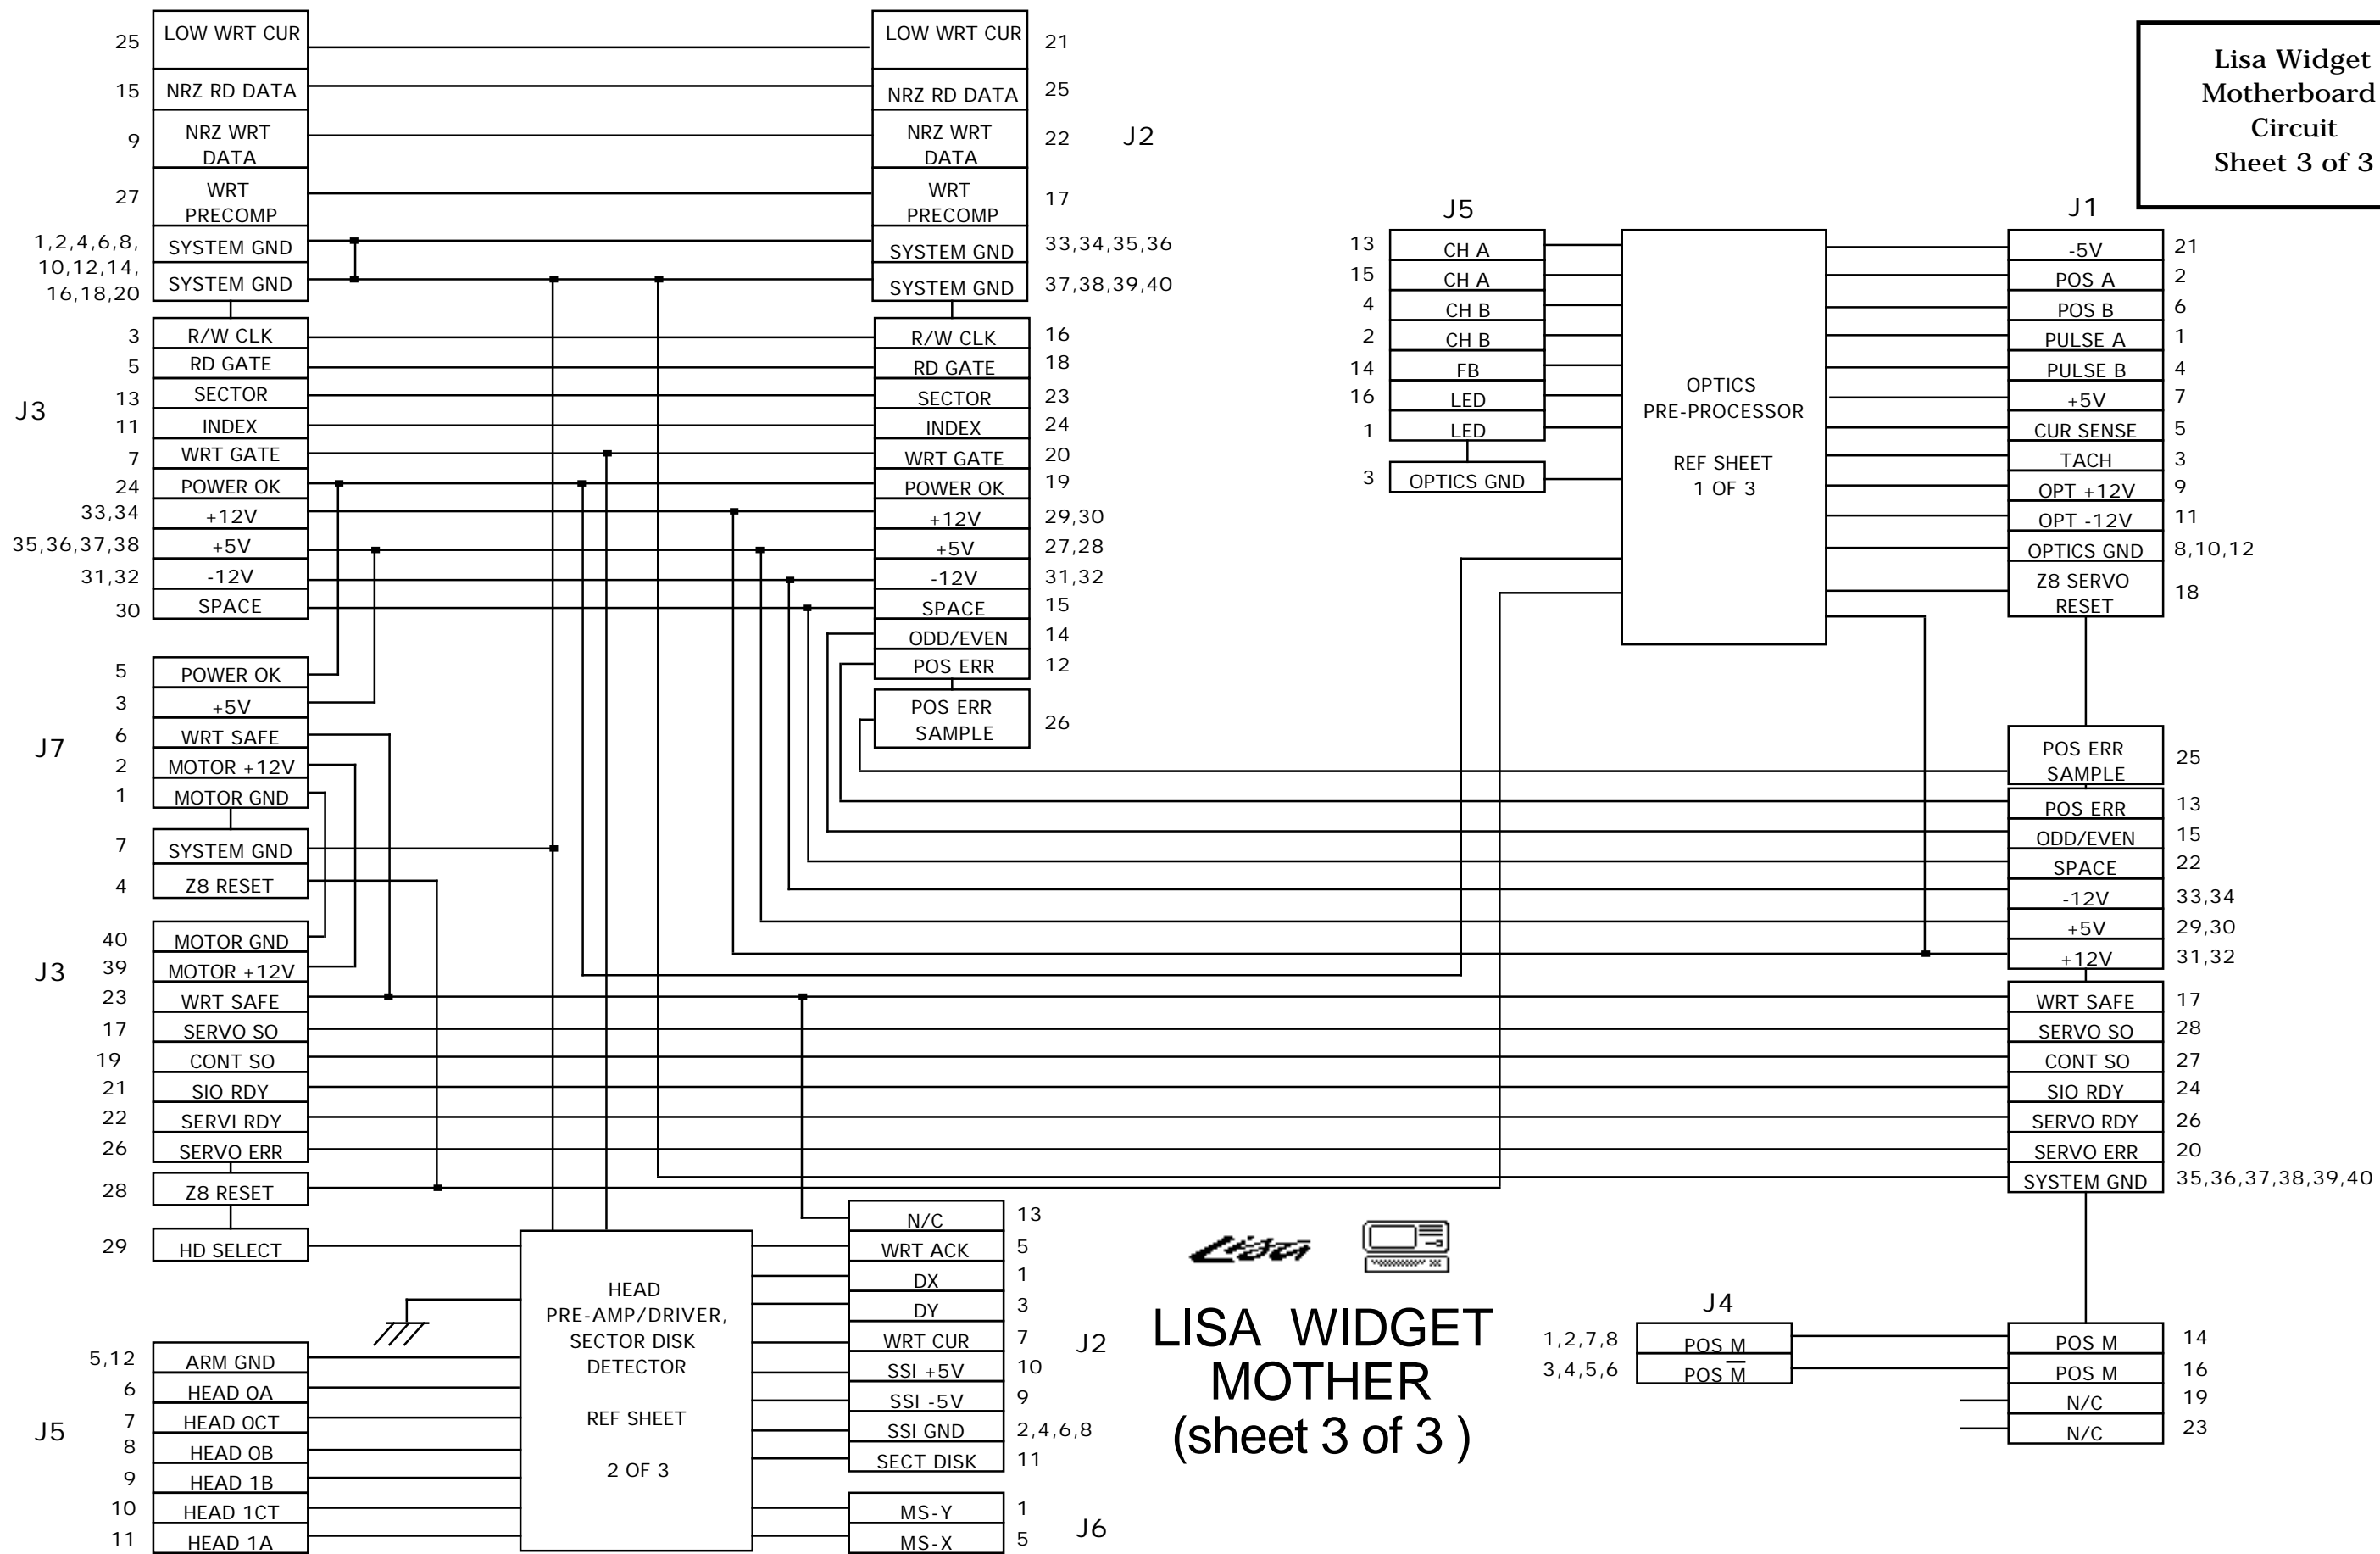 Lisa Widget
Motherboard
Circuit
Sheet 3 of 3
25 LOW WRT CUR
15 NRZ RD DATA
9 NRZ WRT
DATA
27 WRT
PRECOMP
1,2,4,6,8, SYSTEM GND
10,12,14,
16,18,20 SYSTEM GND
J3
3 R/W CLK
5 RD GATE
13 SECTOR
11 INDEX
7 WRT GATE
24 POWER OK
33,34 +12V
35,36,37,38 +5V
31,32 -12V
30 SPACE
J7
5 POWER OK
3 +5V
6 WRT SAFE
2 MOTOR +12V
1 MOTOR GND
7 SYSTEM GND
4 Z8 RESET
J3
40 MOTOR GND
39 MOTOR +12V
23 WRT SAFE
17 SERVO SO
19 CONT SO
21 SIO RDY
22 SERVI RDY
26 SERVO ERR
28 Z8 RESET
29 HD SELECT
J5
5,12 ARM GND
6 HEAD 0A
7 HEAD 0CT
8 HEAD 0B
9 HEAD 1B
10 HEAD 1CT
11 HEAD 1A
J2
LOW WRT CUR 21
NRZ RD DATA 25
NRZ WRT
DATA 22
WRT
PRECOMP 17
SYSTEM GND 33,34,35,36
SYSTEM GND 37,38,39,40
R/W CLK 16
RD GATE 18
SECTOR 23
INDEX 24
WRT GATE 20
POWER OK 19
+12V 29,30
+5V 27,28
-12V 31,32
SPACE 15
ODD/EVEN 14
POS ERR 12
POS ERR
SAMPLE 26
HEAD
PRE-AMP/DRIVER,
SECTOR DISK
DETECTOR
REF SHEET
2 OF 3
J2
N/C 13
WRT ACK 5
DX 1
DY 3
WRT CUR 7
SSI +5V 10
SSI -5V 9
SSI GND 2,4,6,8
SECT DISK 11
J6
MS-Y 1
MS-X 5
J5
13 CH A
15 CH A
4 CH B
2 CH B
14 FB
16 LED
1 LED
3 OPTICS GND
OPTICS
PRE-PROCESSOR
REF SHEET
1 OF 3
J1
-5V 21
POS A 2
POS B 6
PULSE A 1
PULSE B 4
+5V 7
CUR SENSE 5
TACH 3
OPT +12V 9
OPT -12V 11
OPTICS GND 8,10,12
Z8 SERVO
RESET 18
POS ERR
SAMPLE 25
POS ERR 13
ODD/EVEN 15
SPACE 22
-12V 33,34
+5V 29,30
+12V 31,32
WRT SAFE 17
SERVO SO 28
CONT SO 27
SIO RDY 24
SERVO RDY 26
SERVO ERR 20
SYSTEM GND 35,36,37,38,39,40
POS M 14
POS M 16
N/C 19
N/C 23
J4
1,2,7,8 POS M
3,4,5,6 POS M̅
Lisa
LISA WIDGET
MOTHER
(sheet 3 of 3 )